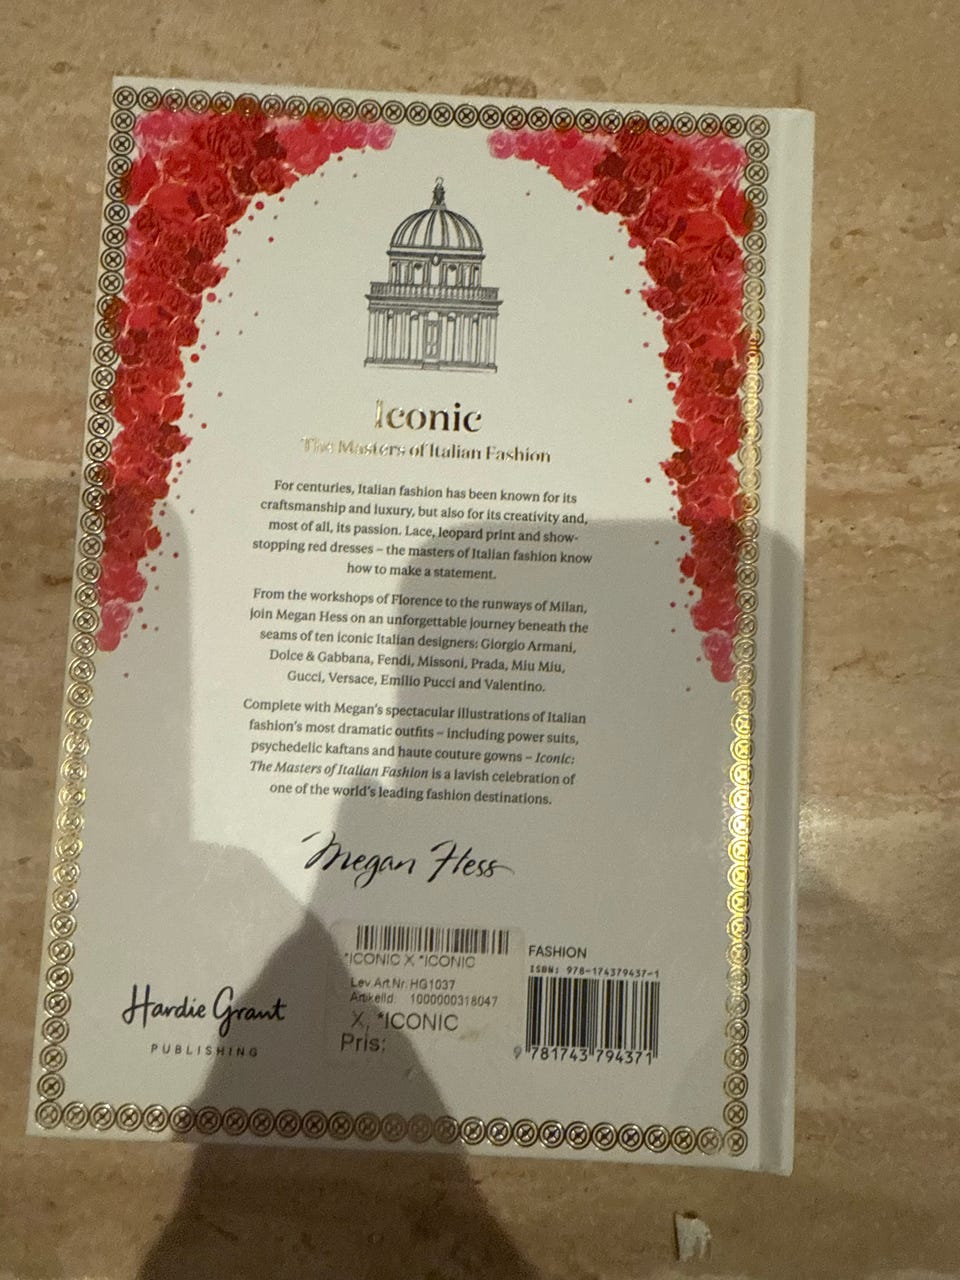 Iconic
The Masters of Italian Fashion
For centuries, Italian fashion has been known for its
craftsmanship and luxury, but also for its creativity and,
most of all, its passion. Lace, leopard print and show-
stopping red dresses – the masters of Italian fashion know
how to make a statement.
From the workshops of Florence to the runways of Milan,
join Megan Hess on an unforgettable journey beneath the
seams of ten iconic Italian designers: Giorgio Armani,
Dolce & Gabbana, Fendi, Missoni, Prada, Miu Miu,
Gucci, Versace, Emilio Pucci and Valentino.
Complete with Megan's spectacular illustrations of Italian
fashion's most dramatic outfits – including power suits,
psychedelic kaftans and haute couture gowns – Iconic:
The Masters of Italian Fashion is a lavish celebration of
one of the world's leading fashion destinations.
Megan Hess
*ICONIC X *ICONIC
Lev.ArtNr: HG1037
ArtikelId: 1000000318047
X, *ICONIC
Pris:
FASHION
ISBN: 978-174379437-1
9 781743 794371
Hardie Grant
PUBLISHING